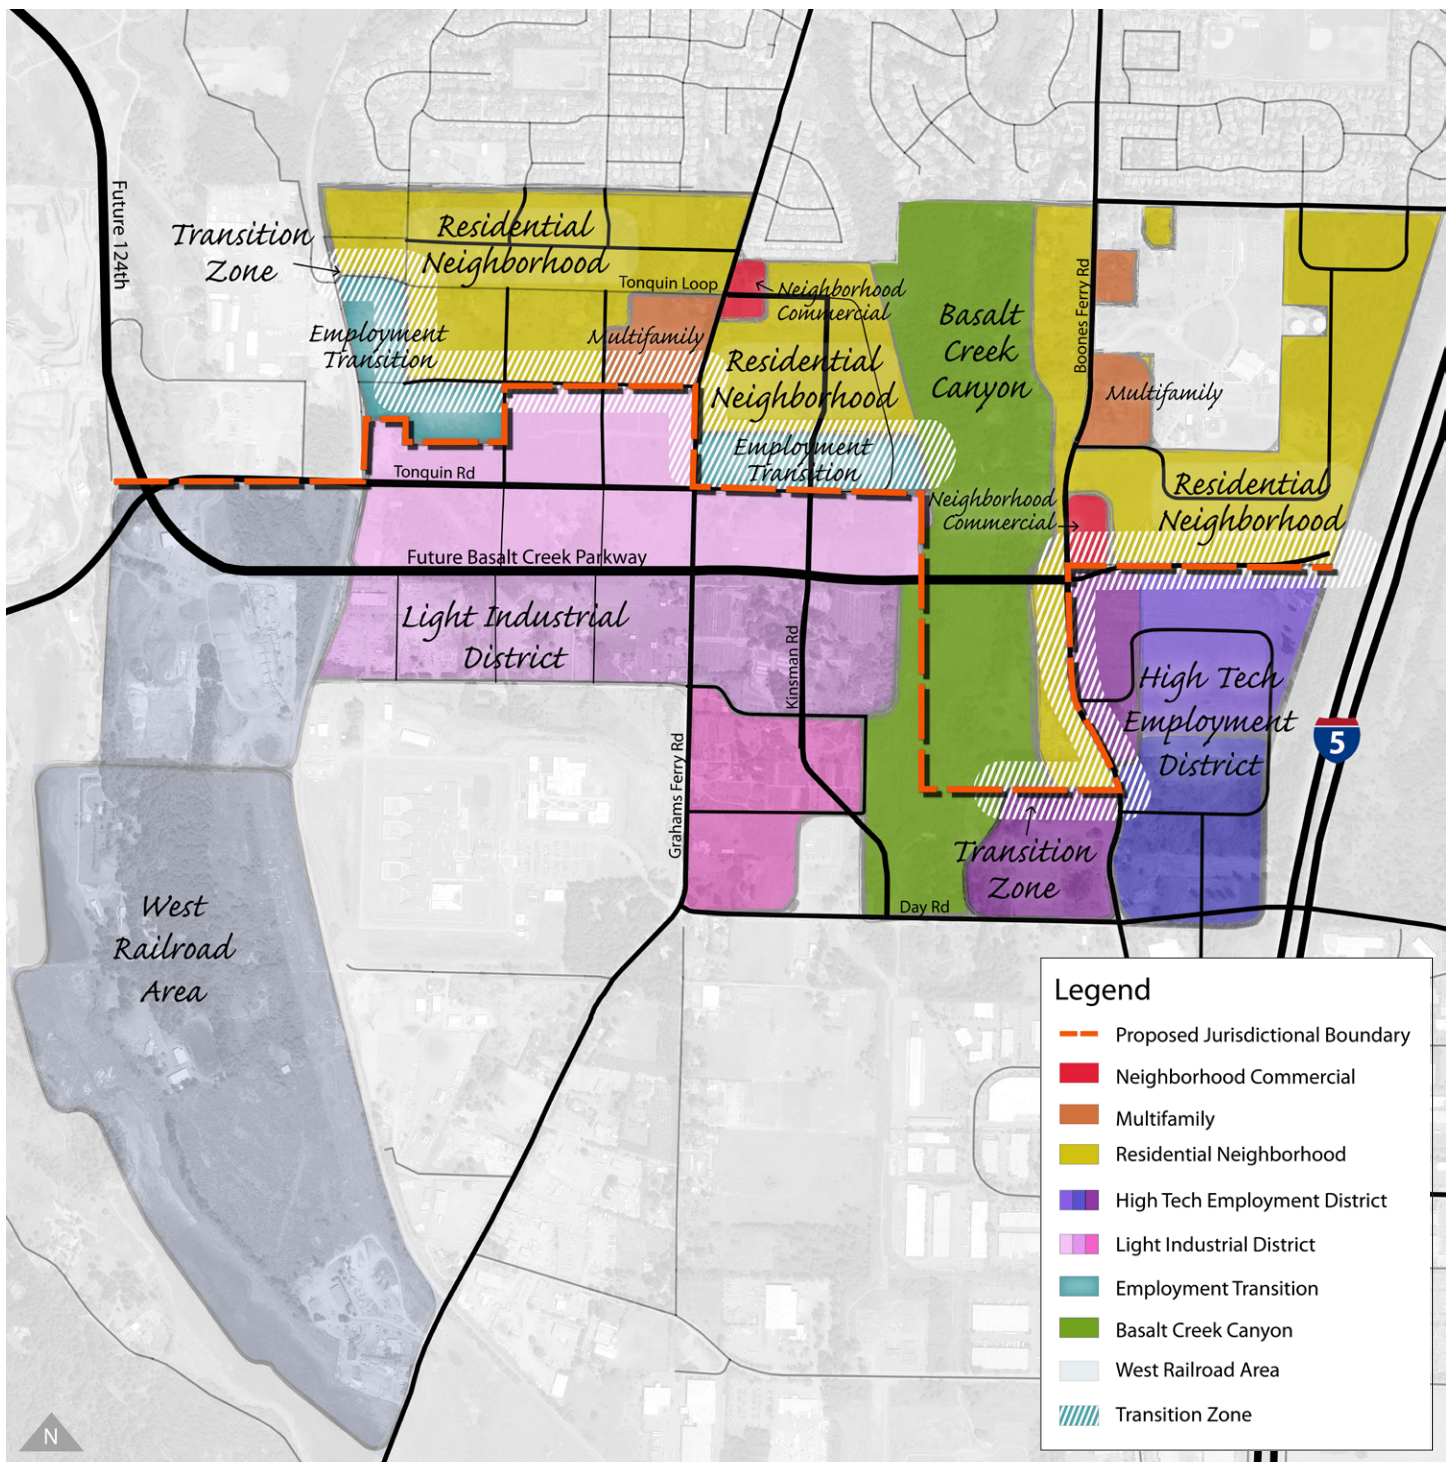 Future 124th
Transition
Zone
Residential
Neighborhood
Tonquin Loop
Neighborhood
Commercial
Employment
Transition
Multifamily
Residential
Neighborhood
Basalt
Creek
Canyon
Boones Ferry Rd
Multifamily
Employment
Transition
Tonquin Rd
Neighborhood
Commercial
Residential
Neighborhood
Future Basalt Creek Parkway
Light Industrial
District
Kinsman Rd
High Tech
Employment
District
5
Grahams Ferry Rd
Transition
Zone
Day Rd
West
Railroad
Area
Legend
Proposed Jurisdictional Boundary
Neighborhood Commercial
Multifamily
Residential Neighborhood
High Tech Employment District
Light Industrial District
Employment Transition
Basalt Creek Canyon
West Railroad Area
Transition Zone
N